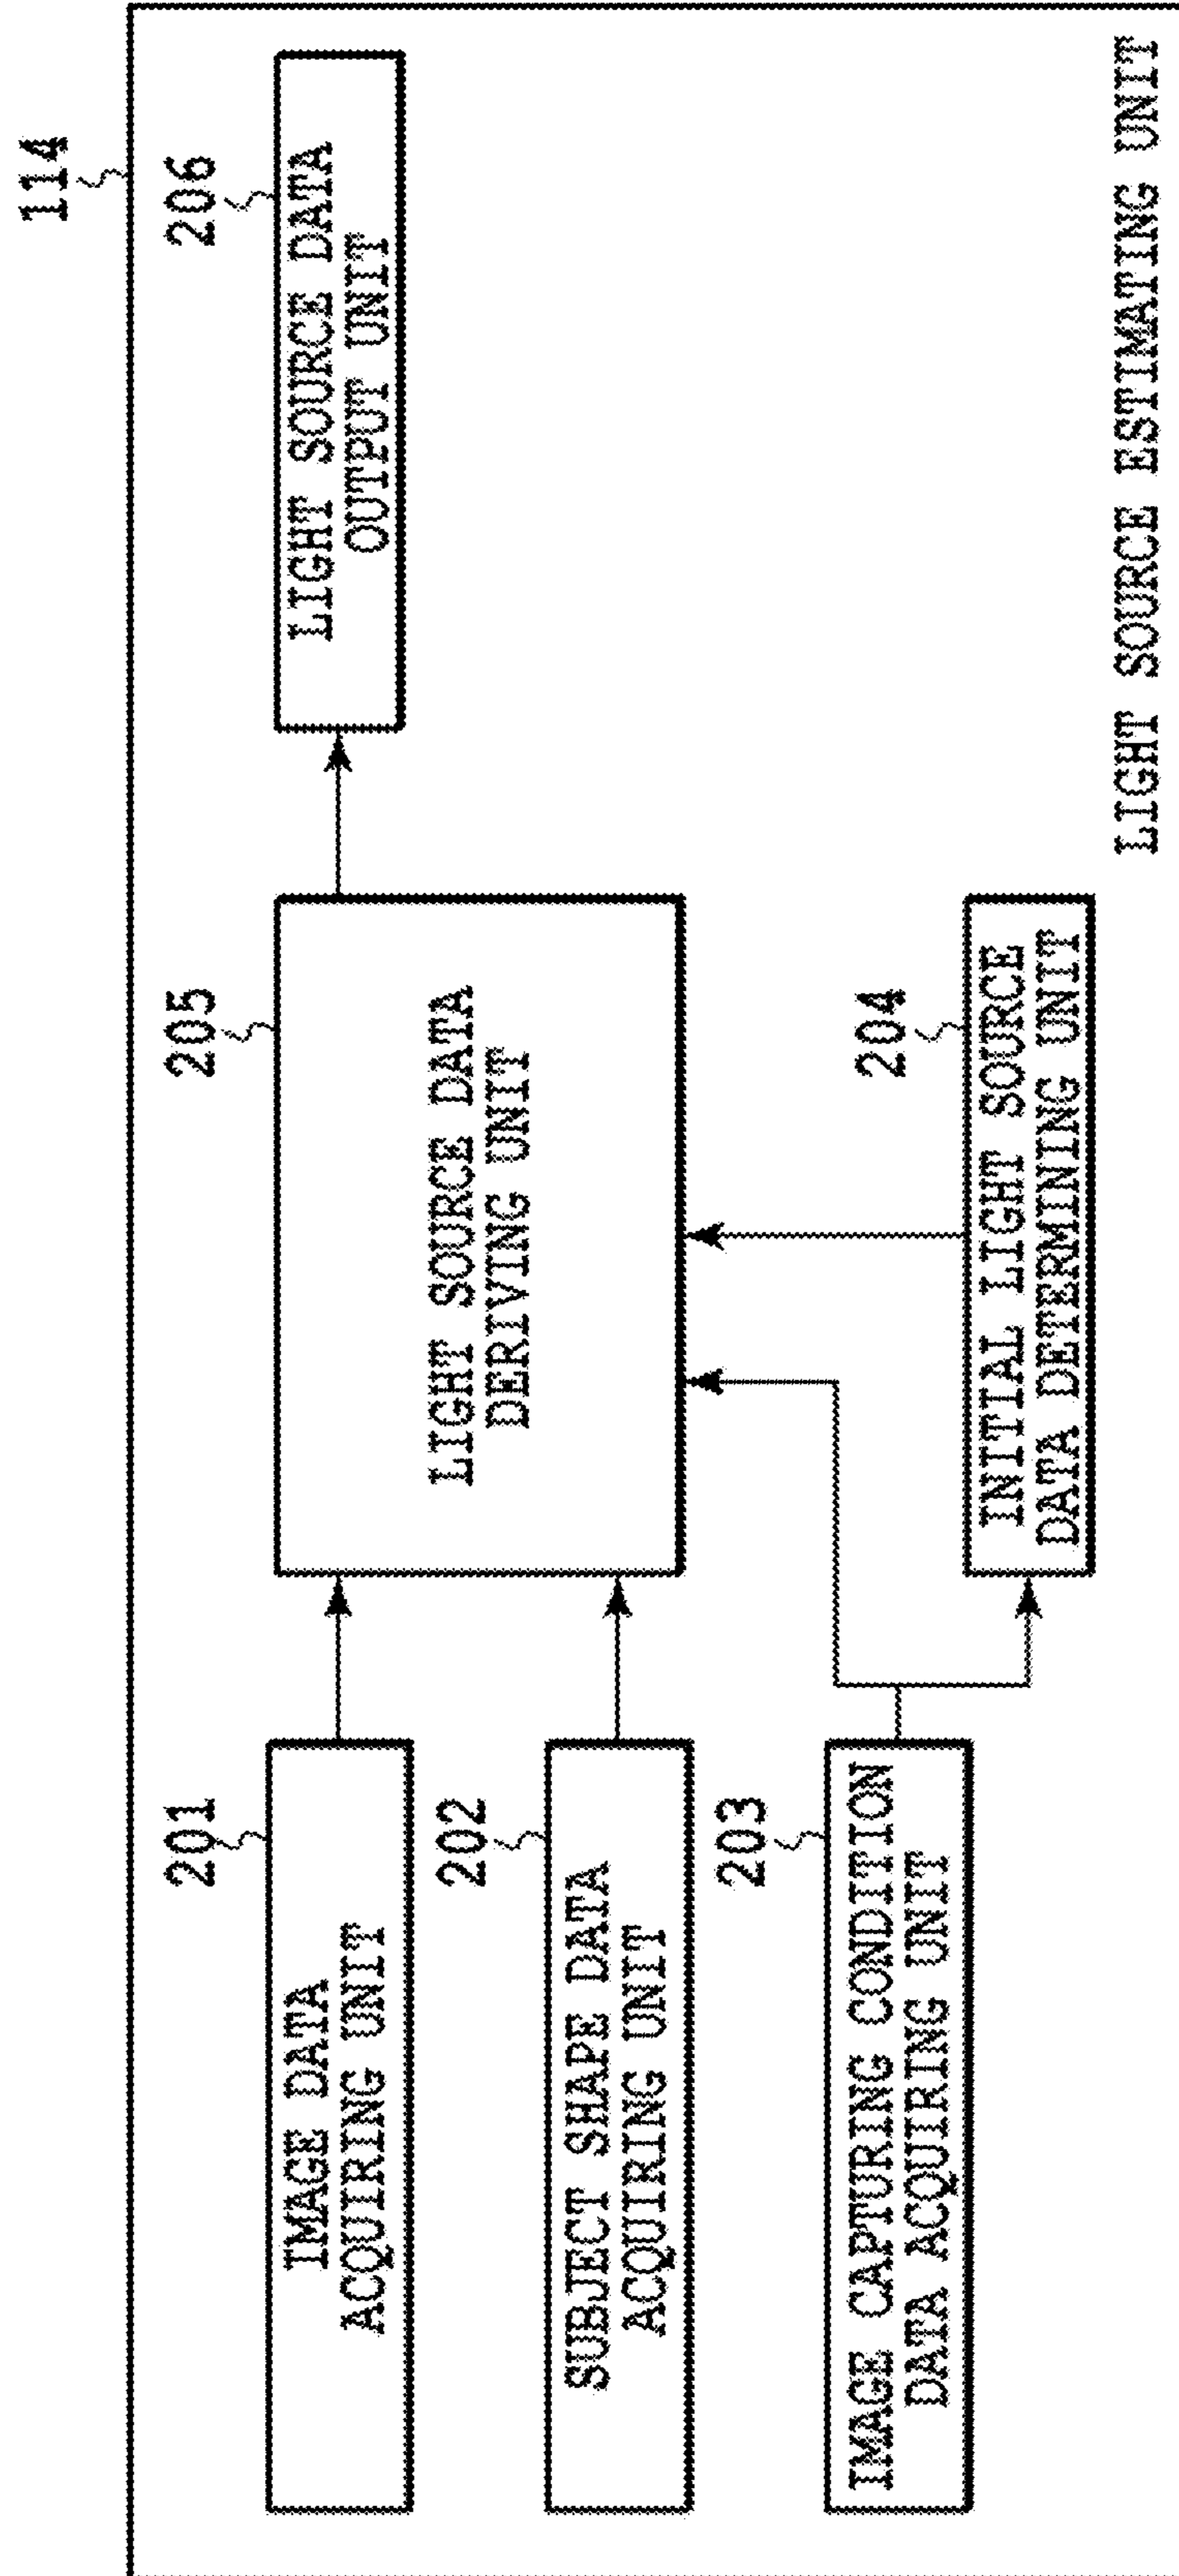 114
201
IMAGE DATA
ACQUIRING UNIT
202
SUBJECT SHAPE DATA
ACQUIRING UNIT
203
IMAGE CAPTURING CONDITION
DATA ACQUIRING UNIT
205
LIGHT SOURCE DATA
DERIVING UNIT
204
INITIAL LIGHT SOURCE
DATA DETERMINING UNIT
206
LIGHT SOURCE DATA
OUTPUT UNIT
LIGHT SOURCE ESTIMATING UNIT